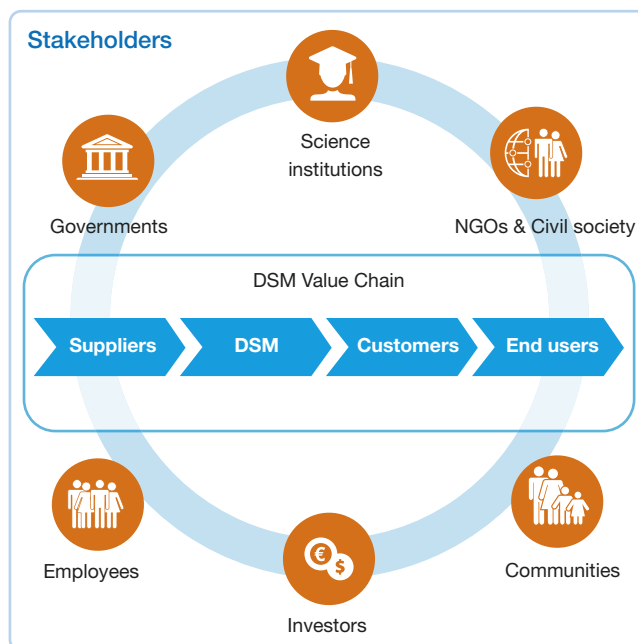 Stakeholders
Science
institutions
Governments
NGOs & Civil society
DSM Value Chain
Suppliers
DSM
Customers
End users
Employees
€
$
Communities
Investors